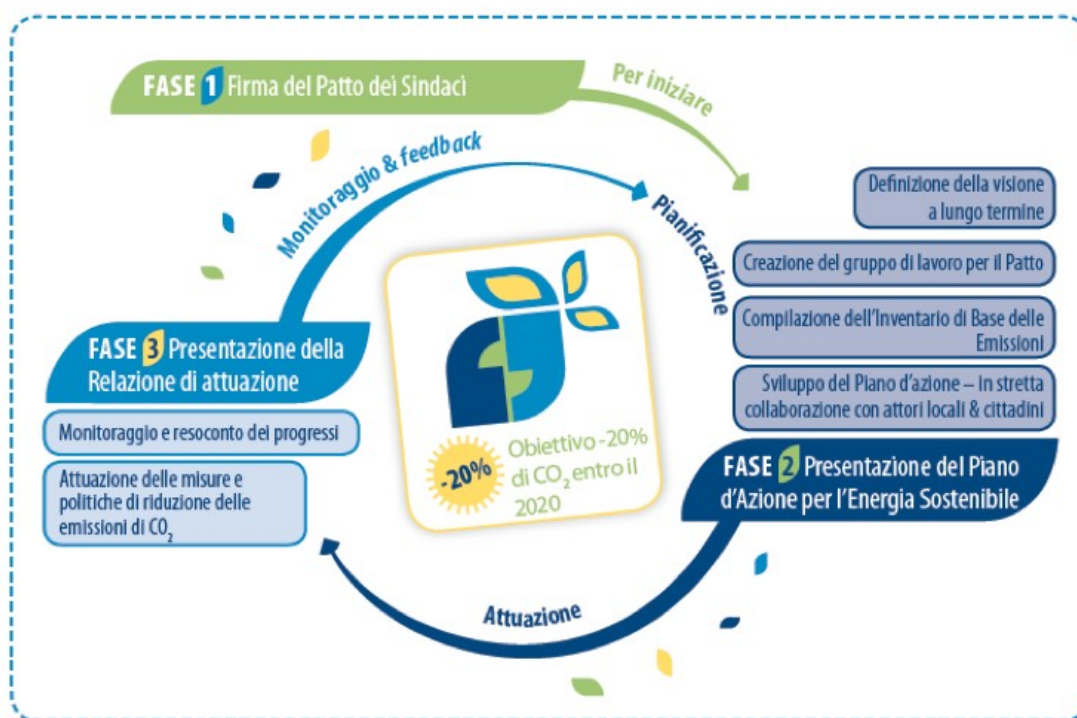 FASE 1 Firma del Patto dei Sindaci
Per iniziare
Monitoraggio & feedback
Pianificazione
Definizione della visione
a lungo termine
Creazione del gruppo di lavoro per il Patto
Compilazione dell'Inventario di Base delle
Emissioni
Sviluppo del Piano d'azione – in stretta
collaborazione con attori locali & cittadini
FASE 2 Presentazione del Piano
d'Azione per l'Energia Sostenibile
FASE 3 Presentazione della
Relazione di attuazione
Monitoraggio e resoconto dei progressi
Attuazione delle misure e
politiche di riduzione delle
emissioni di CO₂
-20%
Obiettivo -20%
di CO₂ entro il
2020
Attuazione